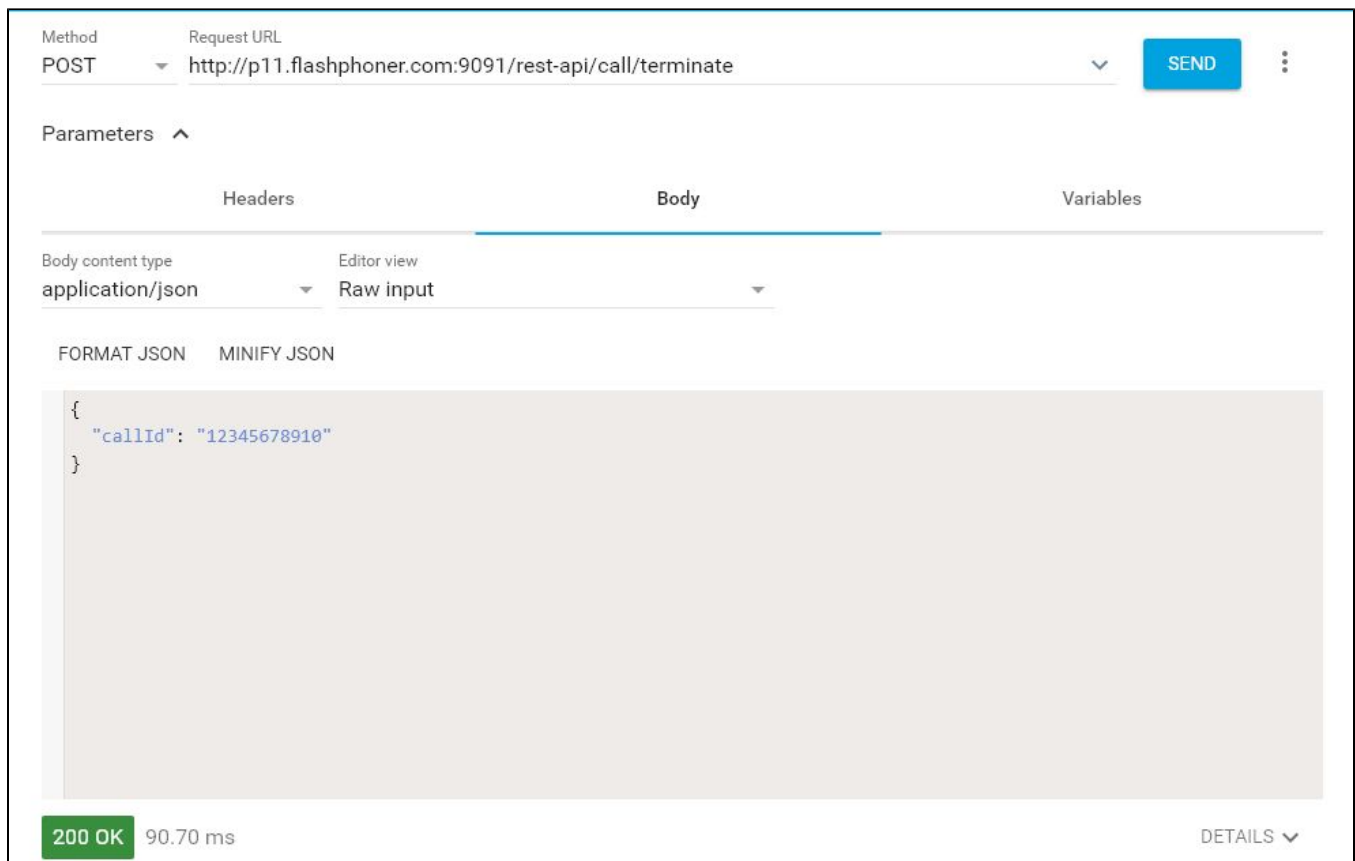 Method Request URL
POST http://p11.flashphoner.com:9091/rest-api/call/terminate SEND
Parameters
Headers Body Variables
Body content type Editor view
application/json Raw input
FORMAT JSON MINIFY JSON
{
"callId": "12345678910"
}
200 OK 90.70 ms DETAILS